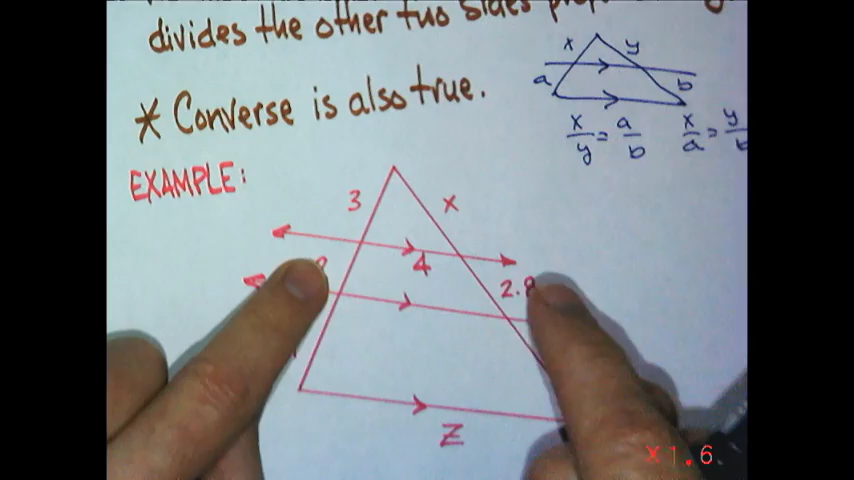 divides the other two sides
* Converse is also true.
x y
a b
x/y = a/b x/a = y/b
EXAMPLE:
3 x
4
2.8
z
x1.6